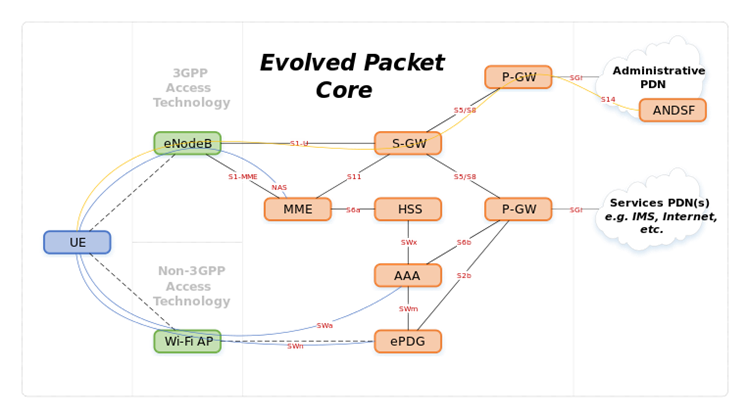 Evolved Packet
Core
3GPP
Access
Technology
P-GW
SGi
Administrative
PDN
S14
ANDSF
S5/S8
eNodeB
S1-U
S-GW
S1-MME
NAS
S11
S5/S8
MME
S6a
HSS
P-GW
SGi
Services PDN(s)
e.g. IMS, Internet,
etc.
UE
SWx
S6b
Non-3GPP
Access
Technology
AAA
S2b
SWm
SWa
Wi-Fi AP
SWn
ePDG